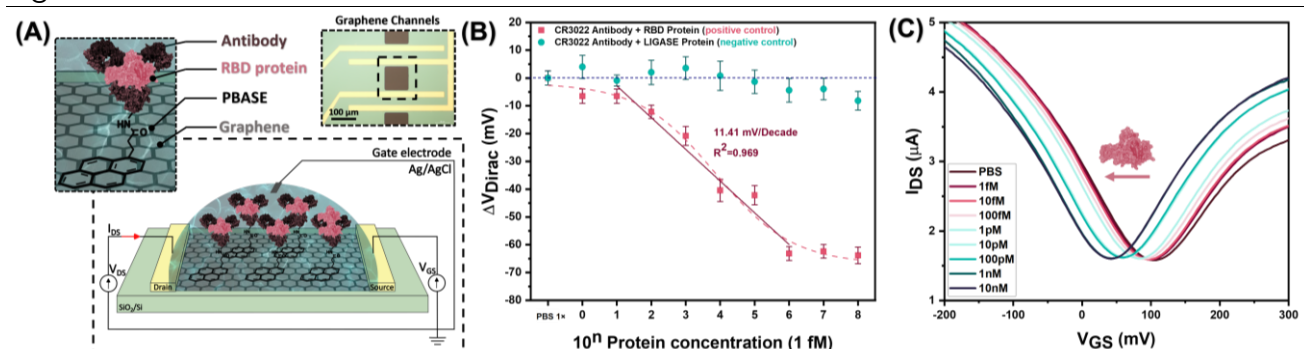 (A)
Antibody
RBD protein
PBASE
Graphene
HN
O
Graphene Channels
100 μm
Gate electrode
Ag/AgCl
IDS
VDS
VGS
Drain
Source
SiO2/Si
(B)
CR3022 Antibody + RBD Protein (positive control)
CR3022 Antibody + LIGASE Protein (negative control)
11.41 mV/Decade
R²=0.969
ΔVDirac (mV)
20
10
0
-10
-20
-30
-40
-50
-60
-70
-80
PBS 1× 0 1 2 3 4 5 6 7 8
10ⁿ Protein concentration (1 fM)
(C)
IDS (μA)
5
4
3
2
1
PBS
1fM
10fM
100fM
1pM
10pM
100pM
1nM
10nM
-200 -100 0 100 200 300
VGS (mV)